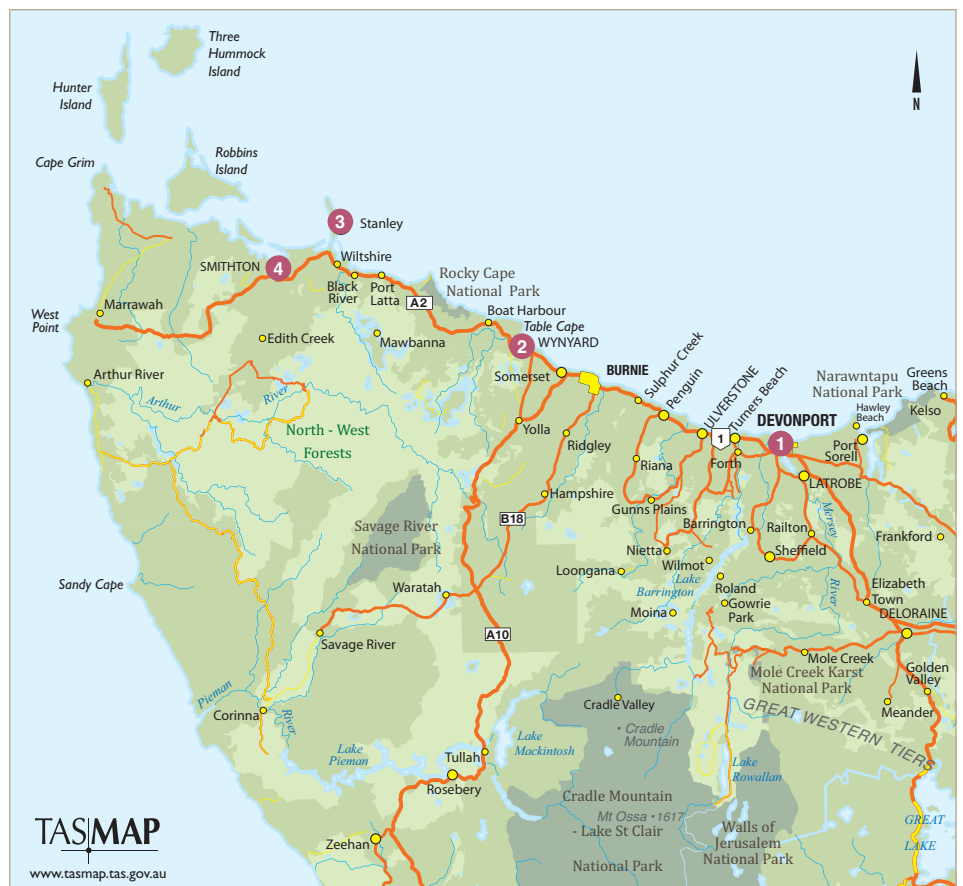 Three
Hummock
Island
Hunter
Island
N
Robbins
Island
Cape Grim
3
Stanley
SMITHTON
4
Wiltshire
Black
River
Port
Latta
A2
Rocky Cape
National Park
Marrawah
West
Point
Boat Harbour
Table Cape
2
WYNYARD
Edith Creek
Mawbanna
Somerset
BURNIE
Sulphur Creek
Penguin
ULVERSTONE
Turners Beach
1
DEVONPORT
1
Narawntapu
National Park
Greens
Beach
Kelso
Hawley
Beach
Port
Sorell
Arthur River
Arthur
River
North - West
Forests
Yolla
Ridgley
Riana
Forth
LATROBE
Hampshire
Gunns Plains
B18
Barrington
Railton
Mersey
River
Frankford
Savage River
National Park
Nietta
Wilmot
Sheffield
Loongana
Lake
Barrington
Roland
Gowrie
Park
Elizabeth
Town
DELORAINE
Sandy Cape
Waratah
Moina
A10
Savage River
Mole Creek
Mole Creek Karst
National Park
Golden
Valley
Meander
GREAT WESTERN TIERS
Pieman
River
Corinna
Cradle Valley
Cradle
Mountain
Lake
Mackintosh
Lake
Pieman
Tullah
Rosebery
Lake
Rowallan
Cradle Mountain
Mt Ossa •1617
- Lake St Clair
National Park
Walls of
Jerusalem
National Park
GREAT
LAKE
Zeehan
TASMAP
www.tasmap.tas.gov.au